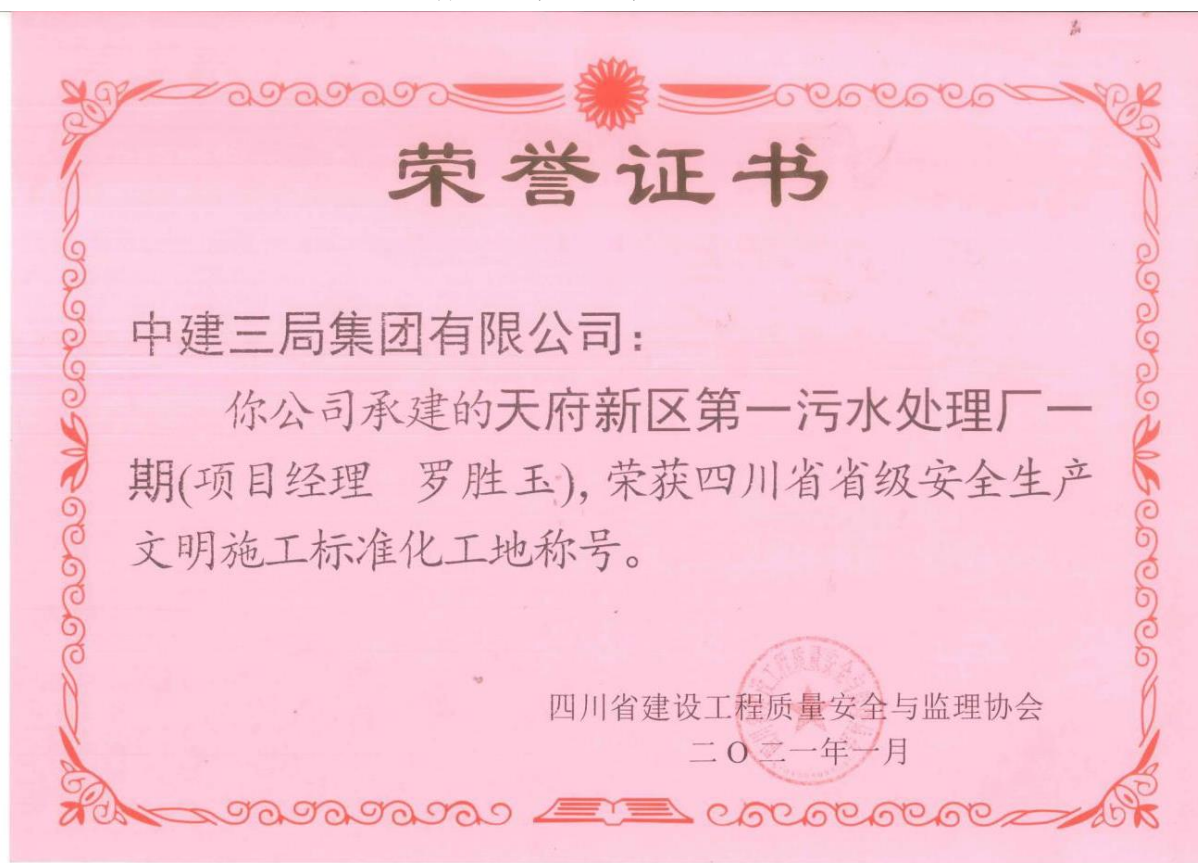 荣誉证书
中建三局集团有限公司：
你公司承建的天府新区第一污水处理厂一
期(项目经理 罗胜玉)，荣获四川省省级安全生产
文明施工标准化工地称号。
四川省建设工程质量安全与监理协会
二〇二一年一月